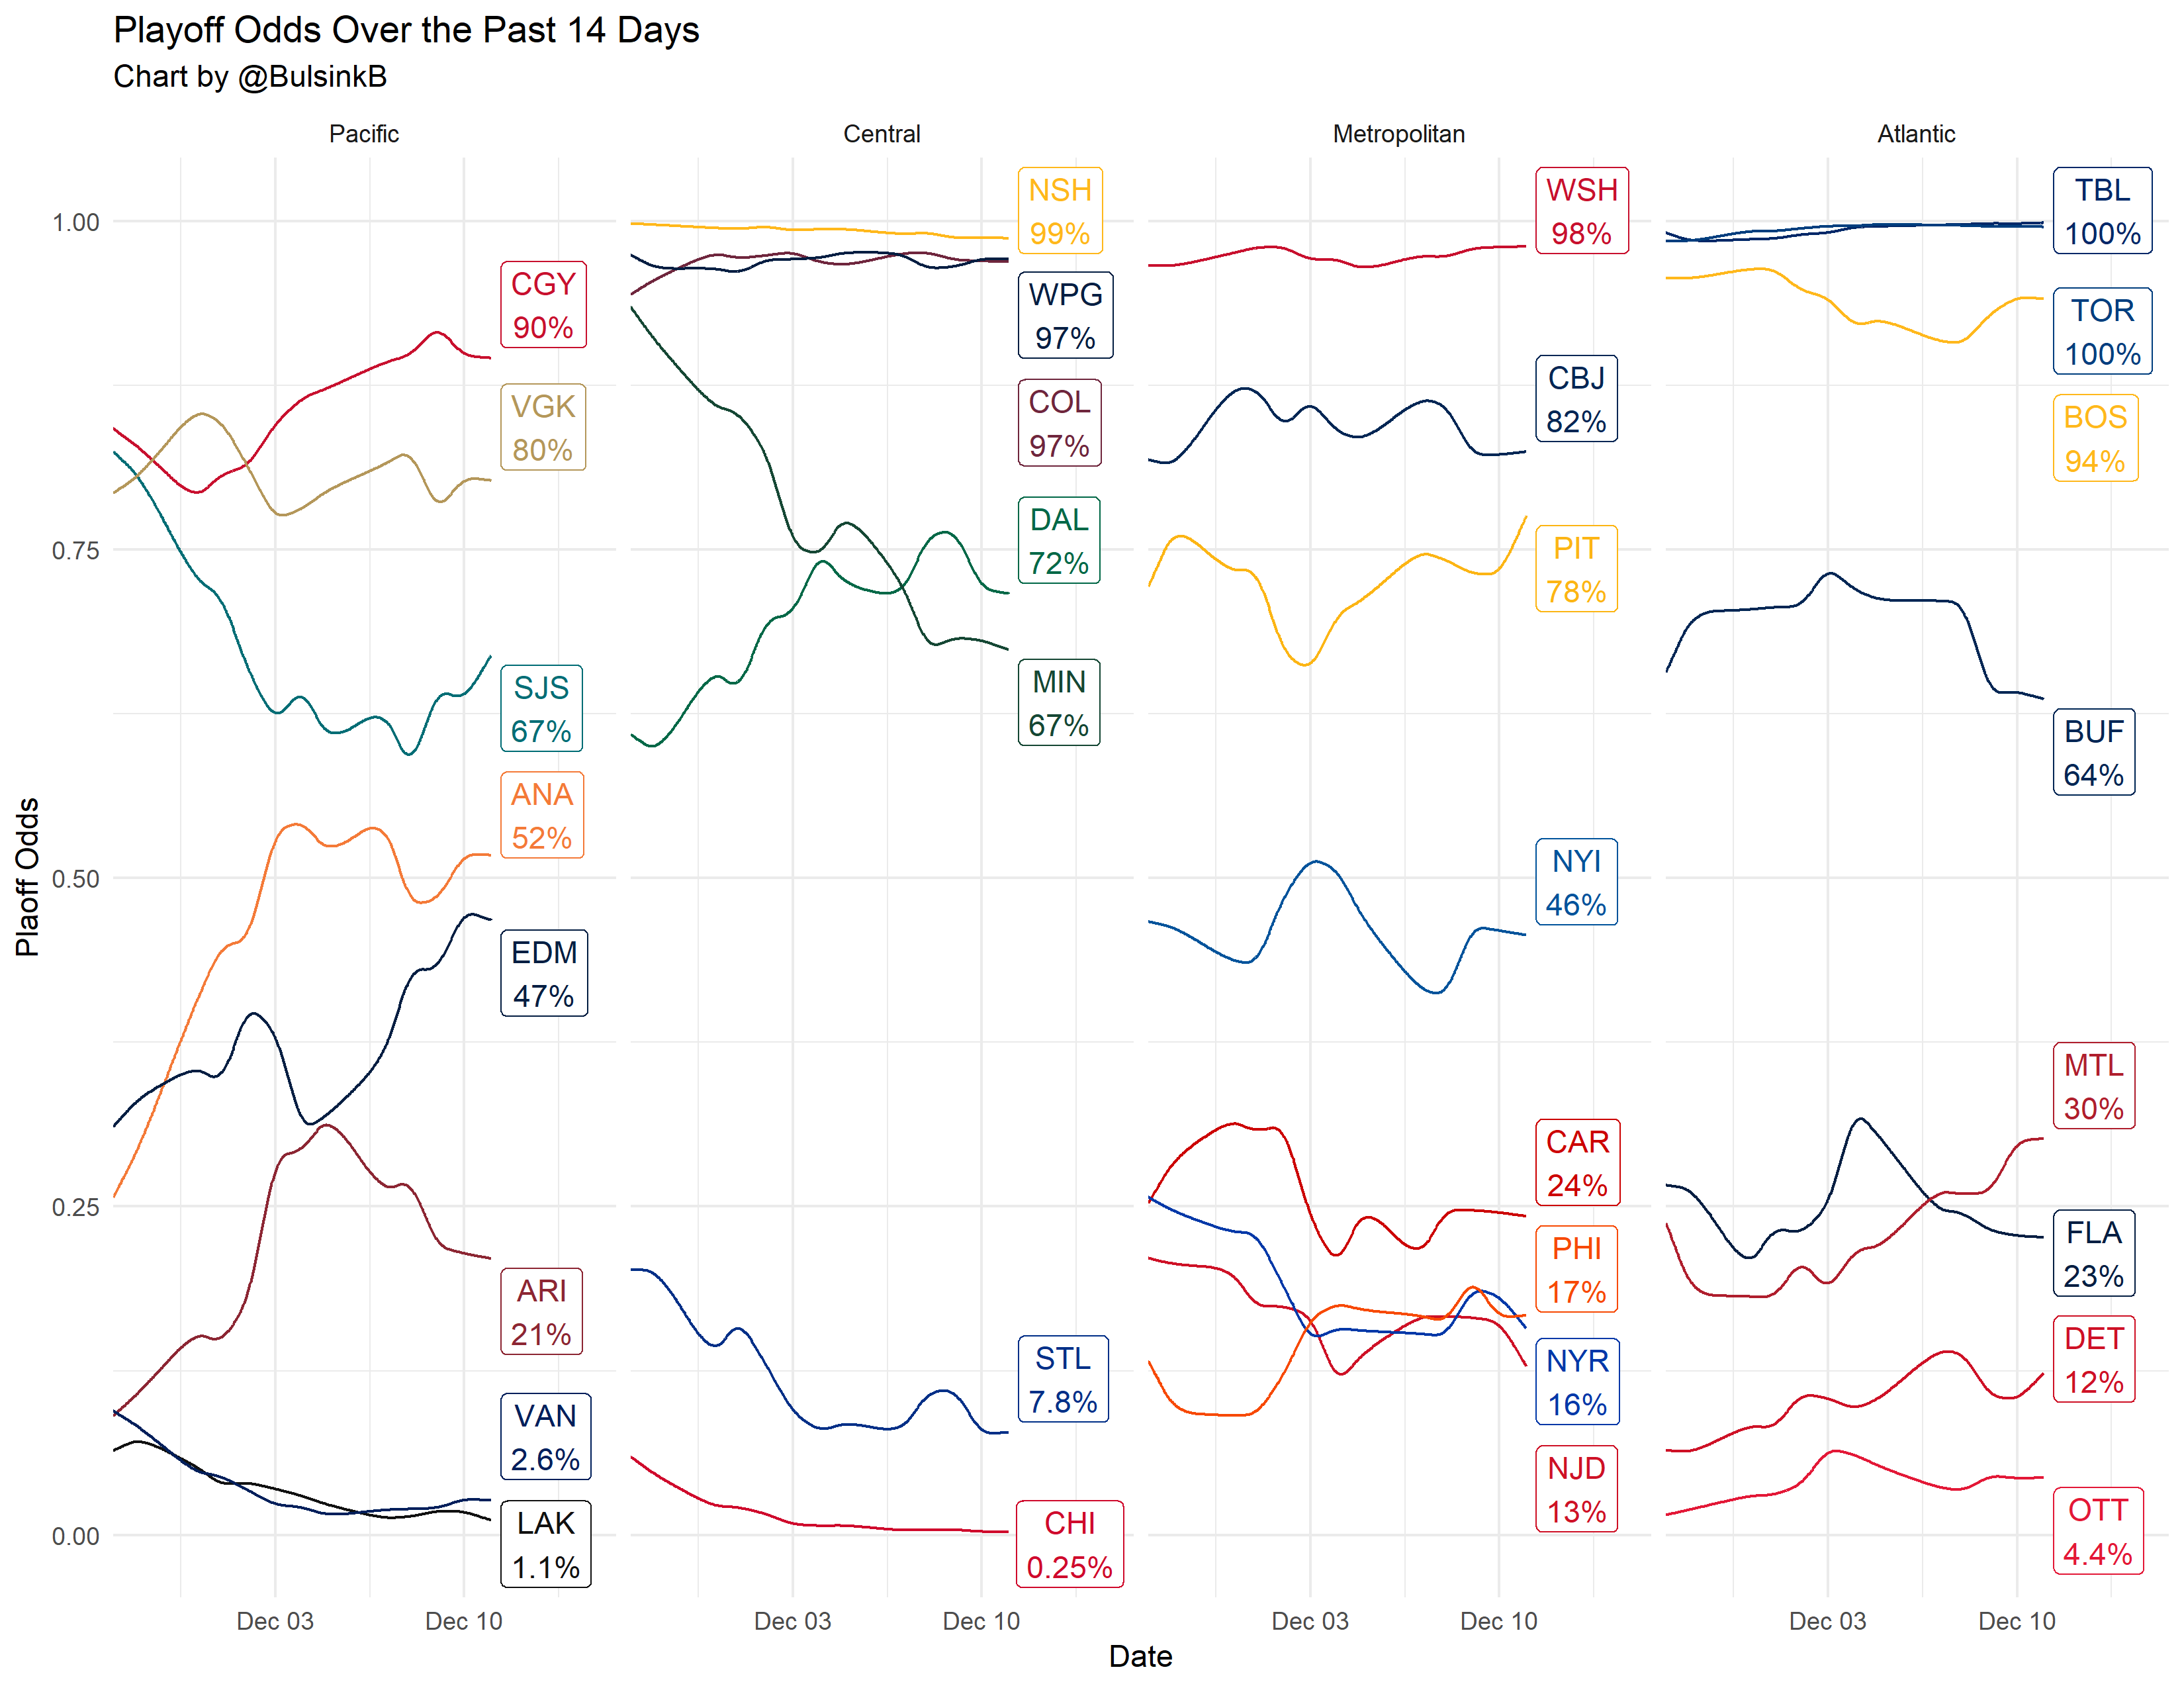 Playoff Odds Over the Past 14 Days
Chart by @BulsinkB
Pacific
Central
Metropolitan
Atlantic
Plaoff Odds
1.00
0.75
0.50
0.25
0.00
CGY
90%
VGK
80%
SJS
67%
ANA
52%
EDM
47%
ARI
21%
VAN
2.6%
LAK
1.1%
NSH
99%
WPG
97%
COL
97%
DAL
72%
MIN
67%
STL
7.8%
CHI
0.25%
WSH
98%
CBJ
82%
PIT
78%
NYI
46%
CAR
24%
PHI
17%
NYR
16%
NJD
13%
TBL
100%
TOR
100%
BOS
94%
BUF
64%
MTL
30%
FLA
23%
DET
12%
OTT
4.4%
Dec 03
Dec 10
Dec 03
Dec 10
Dec 03
Dec 10
Dec 03
Dec 10
Date